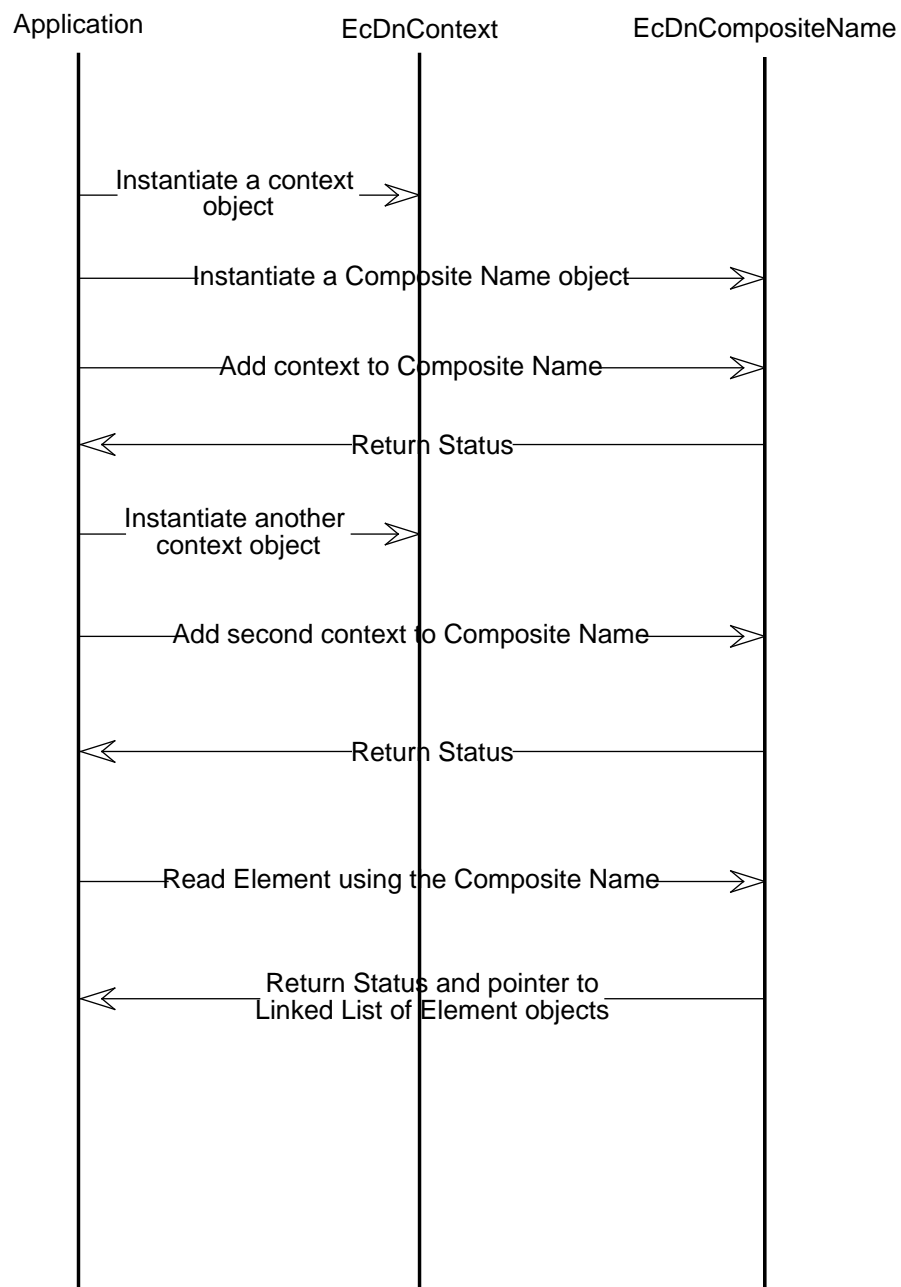 Application
EcDnContext
EcDnCompositeName
Instantiate a context
object
Instantiate a Composite Name object
Add context to Composite Name
Return Status
Instantiate another
context object
Add second context to Composite Name
Return Status
Read Element using the Composite Name
Return Status and pointer to
Linked List of Element objects